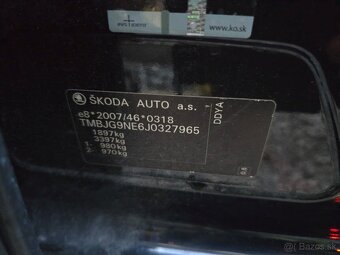 www.ko.sk
ŠKODA AUTO a.s.
e8*2007/46*0318
TMBJG9NE6J0327965
1897kg
3397kg
1- 980kg
2- 970kg
DDYA
Bazos.sk